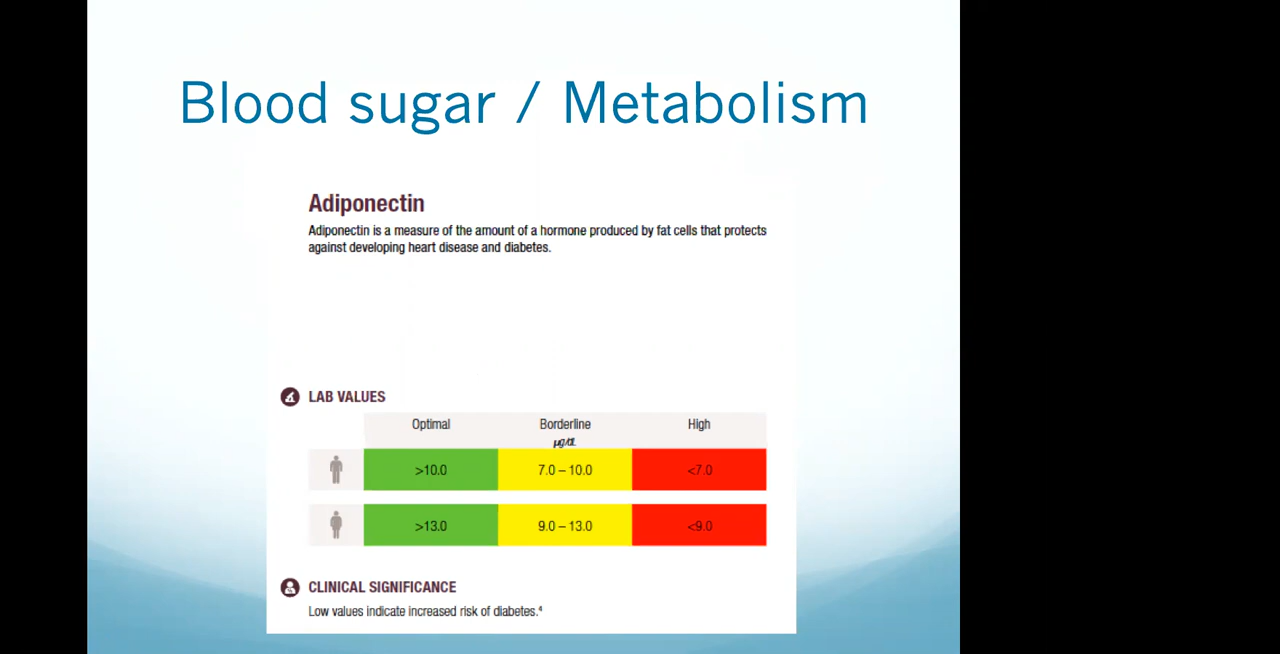 Blood sugar / Metabolism
Adiponectin
Adiponectin is a measure of the amount of a hormone produced by fat cells that protects
against developing heart disease and diabetes.
LAB VALUES
Optimal Borderline High
µg/dL
>10.0 7.0 – 10.0 <7.0
>13.0 9.0 – 13.0 <9.0
CLINICAL SIGNIFICANCE
Low values indicate increased risk of diabetes.⁴